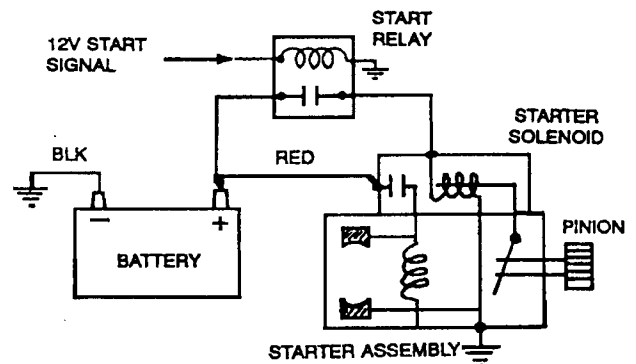 START
RELAY
12V START
SIGNAL
STARTER
SOLENOID
BLK
RED
− +
BATTERY
PINION
STARTER ASSEMBLY